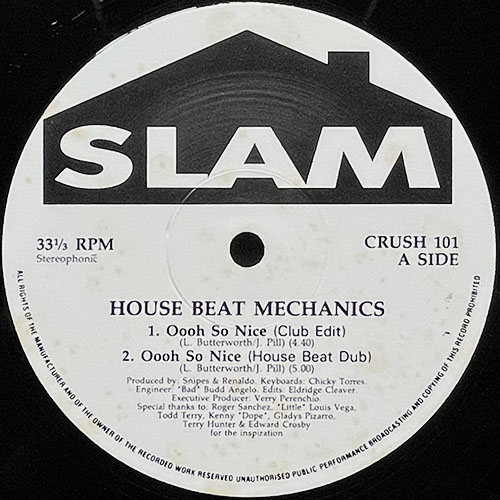 SLAM
33⅓ RPM
Stereophonic
CRUSH 101
A SIDE
HOUSE BEAT MECHANICS
1. Oooh So Nice (Club Edit)
(L. Butterworth/J. Pill) (4.40)
2. Oooh So Nice (House Beat Dub)
(L. Butterworth/J. Pill) (5.00)
Produced by: Snipes & Renaldo. Keyboards: Chicky Torres.
Engineer: "Bad" Budd Angelo. Edits: Eldridge Cleaver.
Executive Producer: Verry Perenchio.
Special thanks to: Roger Sanchez, "Little" Louis Vega,
Todd Terry, Kenny "Dope", Gladys Pizarro,
Terry Hunter & Edward Crosby
for the inspiration
ALL RIGHTS OF THE MANUFACTURER AND OF THE OWNER OF THE RECORDED WORK RESERVED UNAUTHORISED PUBLIC PERFORMANCE BROADCASTING AND COPYING OF THIS RECORD PROHIBITED